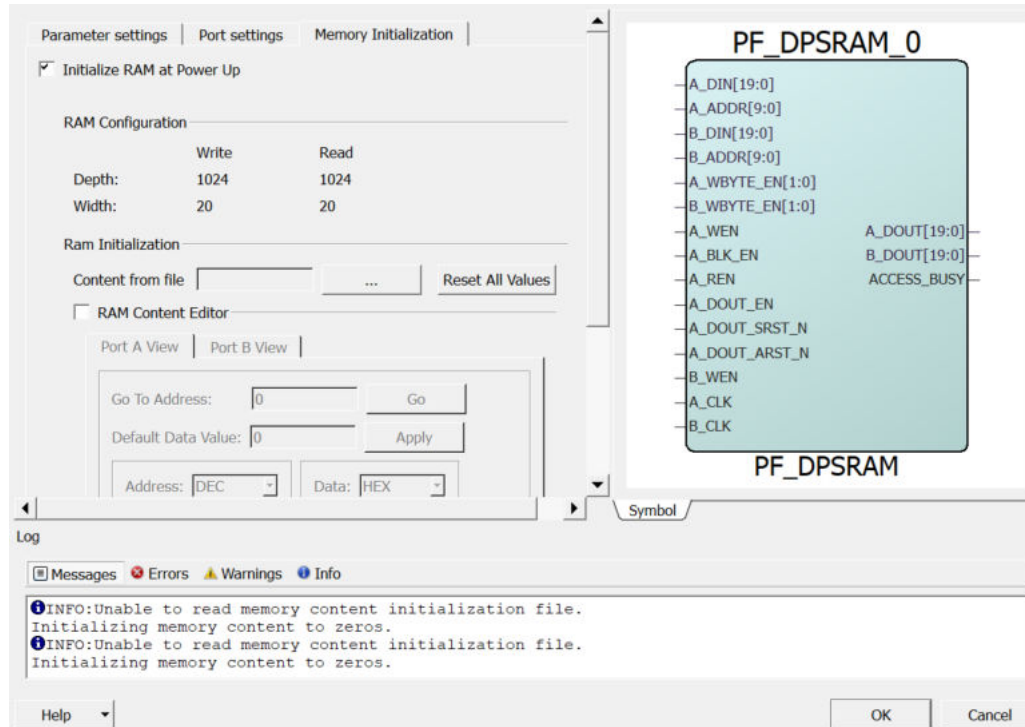 Parameter settings Port settings Memory Initialization
Initialize RAM at Power Up
RAM Configuration
Write Read
Depth: 1024 1024
Width: 20 20
Ram Initialization
Content from file ... Reset All Values
RAM Content Editor
Port A View Port B View
Go To Address: 0 Go
Default Data Value: 0 Apply
Address: DEC Data: HEX
PF_DPSRAM_0
A_DIN[19:0]
A_ADDR[9:0]
B_DIN[19:0]
B_ADDR[9:0]
A_WBYTE_EN[1:0]
B_WBYTE_EN[1:0]
A_WEN A_DOUT[19:0]
A_BLK_EN B_DOUT[19:0]
A_REN ACCESS_BUSY
A_DOUT_EN
A_DOUT_SRST_N
A_DOUT_ARST_N
B_WEN
A_CLK
B_CLK
PF_DPSRAM
Symbol
Log
Messages Errors Warnings Info
INFO:Unable to read memory content initialization file.
Initializing memory content to zeros.
INFO:Unable to read memory content initialization file.
Initializing memory content to zeros.
Help OK Cancel